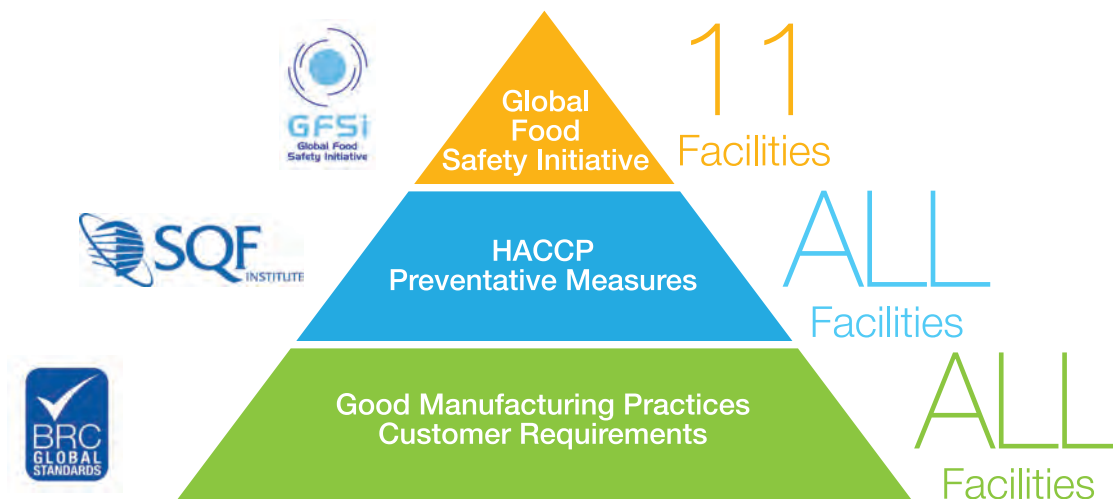 GFSi
Global Food
Safety Initiative
Global
Food
Safety Initiative
11
Facilities
SQF
INSTITUTE
HACCP
Preventative Measures
ALL
Facilities
BRC
GLOBAL
STANDARDS
Good Manufacturing Practices
Customer Requirements
ALL
Facilities